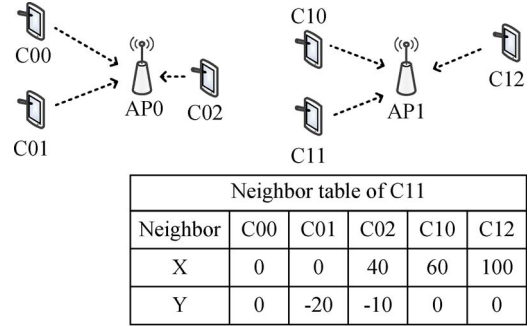 C10
C00
C12
AP0
C02
AP1
C01
C11
Neighbor table of C11
Neighbor C00 C01 C02 C10 C12
X 0 0 40 60 100
Y 0 -20 -10 0 0